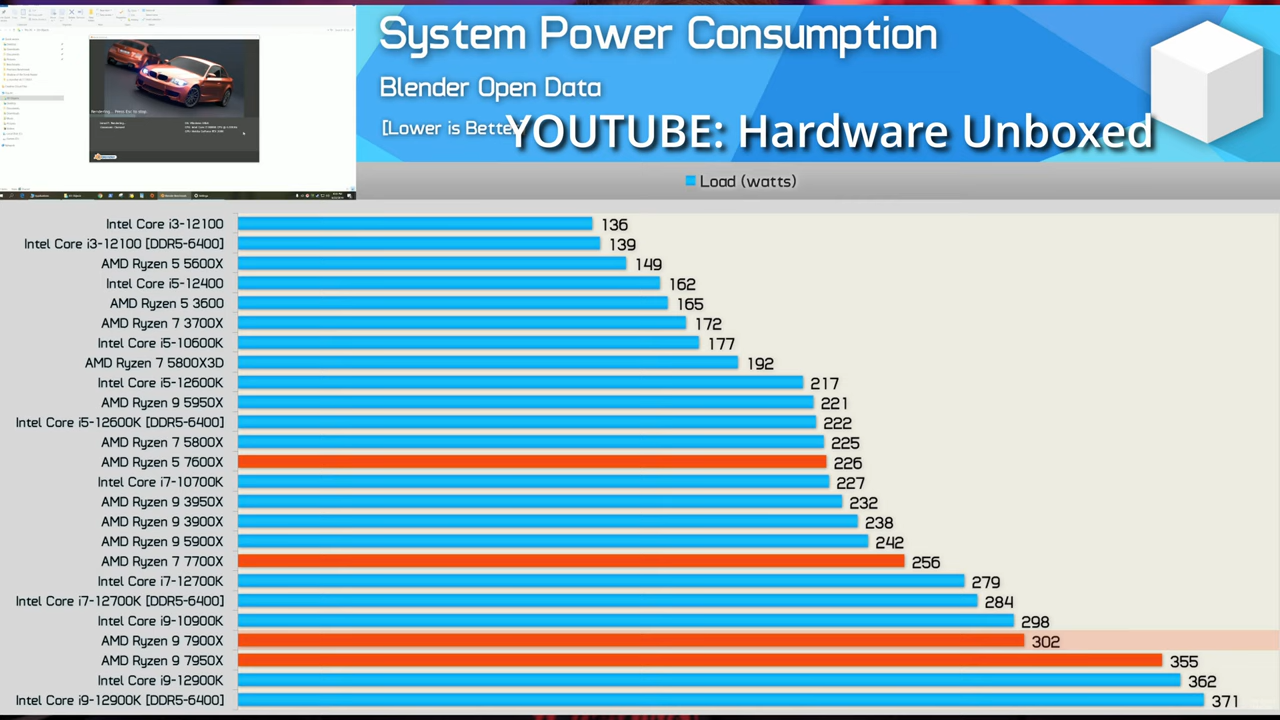 System Power Consumption
Blender Open Data
[Lower is Bette
YOUTUBE: Hardware Unboxed
Load (watts)
Intel Core i3-12100 136
Intel Core i3-12100 [DDR5-6400] 139
AMD Ryzen 5 5600X 149
Intel Core i5-12400 162
AMD Ryzen 5 3600 165
AMD Ryzen 7 3700X 172
Intel Core i5-10600K 177
AMD Ryzen 7 5800X3D 192
Intel Core i5-12600K 217
AMD Ryzen 9 5950X 221
Intel Core i5-12600K [DDR5-6400] 222
AMD Ryzen 7 5800X 225
AMD Ryzen 5 7600X 226
Intel Core i7-10700K 227
AMD Ryzen 9 3950X 232
AMD Ryzen 9 3900X 238
AMD Ryzen 9 5900X 242
AMD Ryzen 7 7700X 256
Intel Core i7-12700K 279
Intel Core i7-12700K [DDR5-6400] 284
Intel Core i9-10900K 298
AMD Ryzen 9 7900X 302
AMD Ryzen 9 7950X 355
Intel Core i9-12900K 362
Intel Core i9-12900K [DDR5-6400] 371